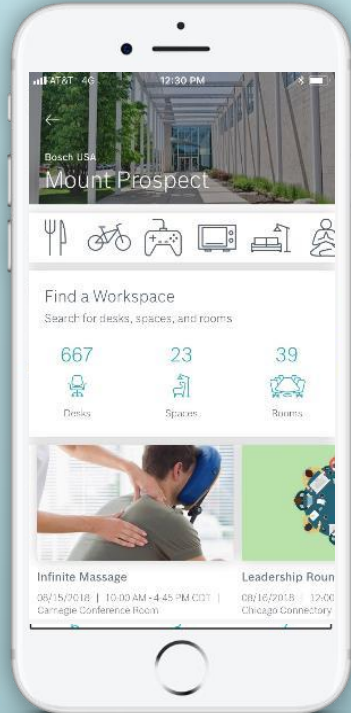 AT&T 4G 12:30 PM
Bosch USA
Mount Prospect
Find a Workspace
Search for desks, spaces, and rooms
667 23 39
Desks Spaces Rooms
Infinite Massage Leadership Roun
08/15/2018 | 10:00 AM - 4:45 PM CDT | 08/16/2018 | 12:00
Carnegie Conference Room Chicago Connectory